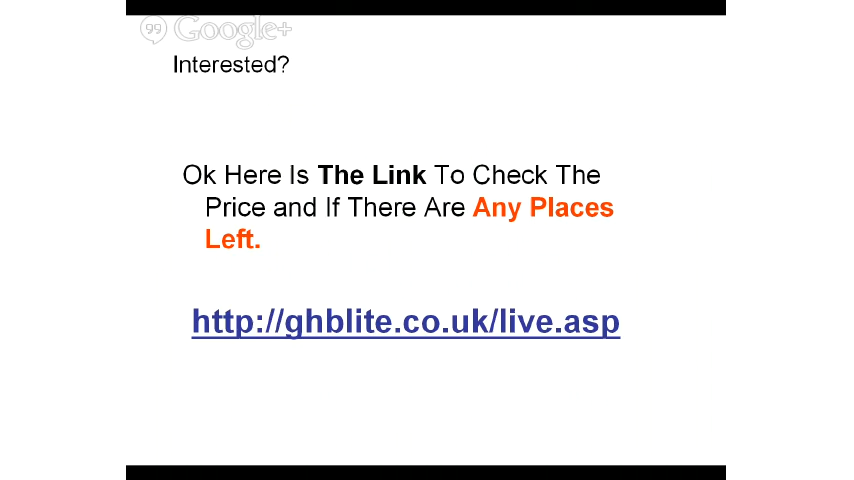 Google+
Interested?
Ok Here Is The Link To Check The
Price and If There Are Any Places
Left.
http://ghblite.co.uk/live.asp